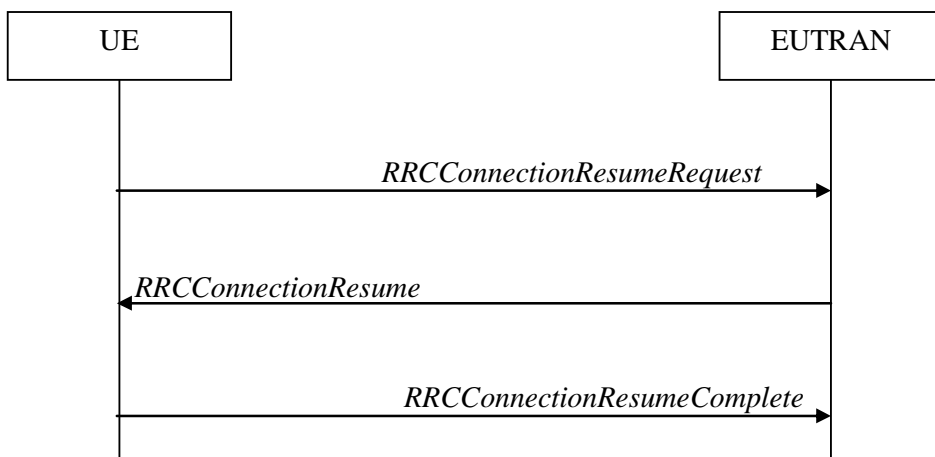 UE
EUTRAN
RRCConnectionResumeRequest
RRCConnectionResume
RRCConnectionResumeComplete